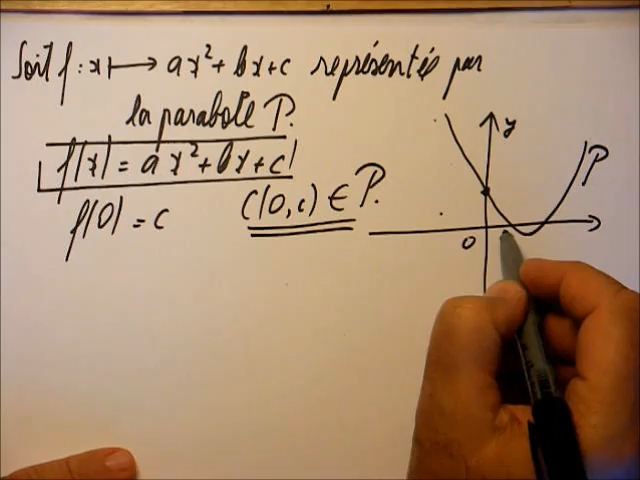 Soit f : x ⟼ ax² + bx + c représentée par
la parabole P.
f(x) = ax² + bx + c
f(0) = c C(0, c) ∈ P.
y
P
0